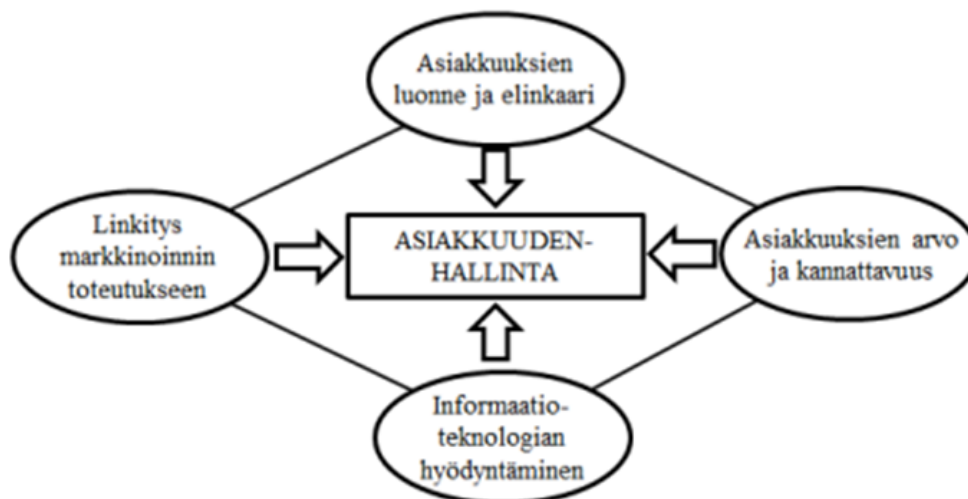 Asiakkuuksien
luonne ja elinkaari
Linkitys
markkinoinnin
toteutukseen
ASIAKKUUDEN-
HALLINTA
Asiakkuuksien arvo
ja kannattavuus
Informaatio-
teknologian
hyödyntäminen